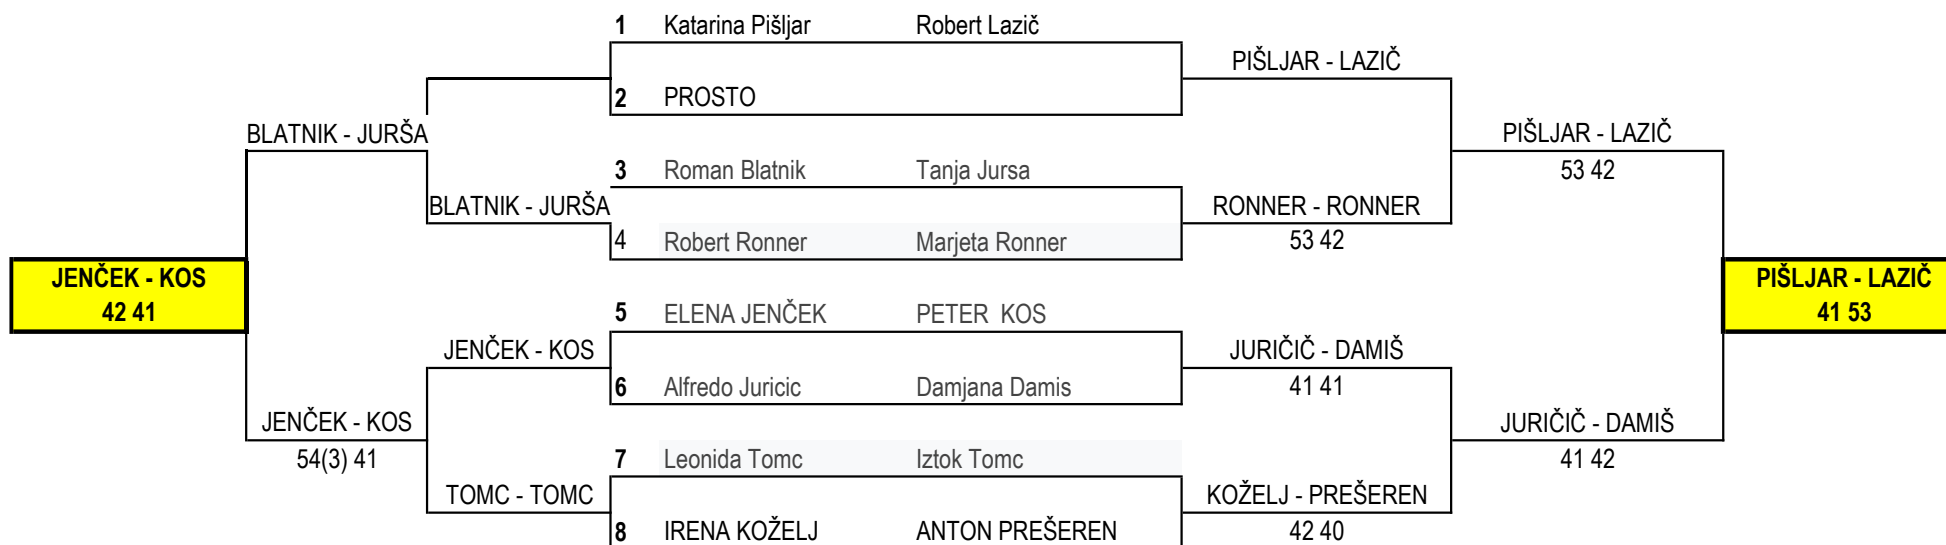 1 Katarina Pišljar Robert Lazič
PIŠLJAR - LAZIČ
2 PROSTO
BLATNIK - JURŠA PIŠLJAR - LAZIČ
3 Roman Blatnik Tanja Jursa 53 42
BLATNIK - JURŠA RONNER - RONNER
4 Robert Ronner Marjeta Ronner 53 42
JENČEK - KOS PIŠLJAR - LAZIČ
42 41 41 53
5 ELENA JENČEK PETER KOS
JENČEK - KOS JURIČIČ - DAMIŠ
6 Alfredo Juricic Damjana Damis 41 41
JENČEK - KOS JURIČIČ - DAMIŠ
54(3) 41 7 Leonida Tomc Iztok Tomc 41 42
TOMC - TOMC KOŽELJ - PREŠEREN
8 IRENA KOŽELJ ANTON PREŠEREN 42 40